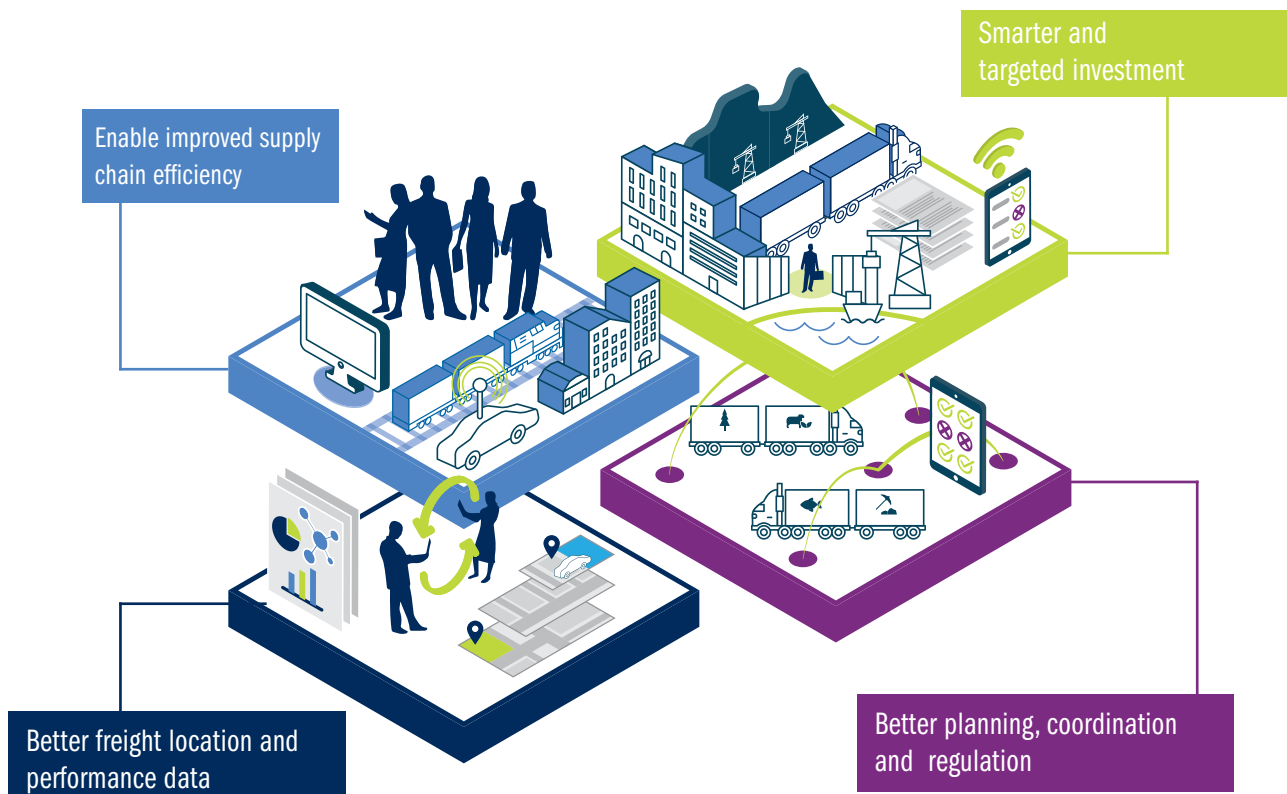 Smarter and
targeted investment
Enable improved supply
chain efficiency
Better freight location and
performance data
Better planning, coordination
and regulation